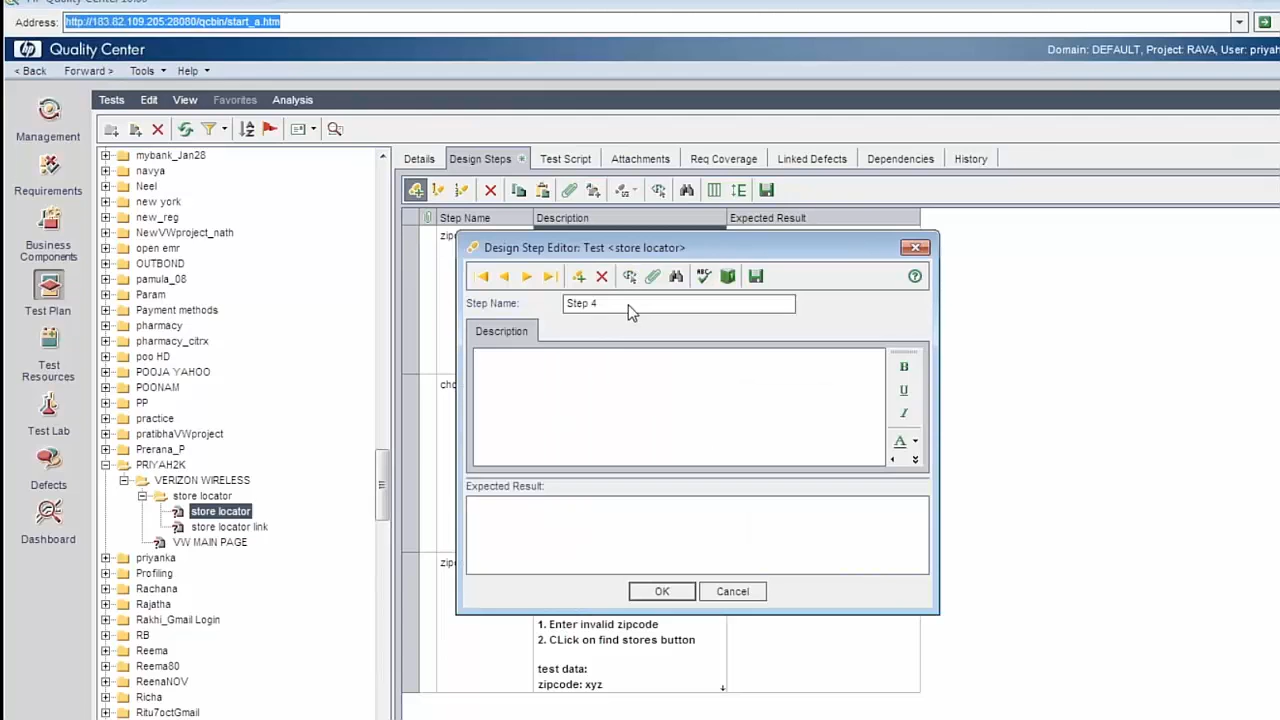 Address: http://183.82.109.205:28080/qcbin/start_a.htm
hp Quality Center
Domain: DEFAULT, Project: RAVA, User: priyah
< Back Forward > Tools Help
Tests Edit View Favorites Analysis
Management
Requirements
Business
Components
Test Plan
Test
Resources
Test Lab
Defects
Dashboard
mybank_Jan28
navya
Neel
new york
new_reg
NewVWproject_nath
open emr
OUTBOND
pamula_08
Param
Payment methods
pharmacy
pharmacy_citrx
poo HD
POOJA YAHOO
POONAM
PP
practice
pratibhaVWproject
Prerana_P
PRIYAH2K
VERIZON WIRELESS
store locator
store locator
store locator link
VW MAIN PAGE
priyanka
Profiling
Rachana
Rajatha
Rakhi_Gmail Login
RB
Reema
Reema80
ReenaNOV
Richa
Ritu7octGmail
Details Design Steps * Test Script Attachments Req Coverage Linked Defects Dependencies History
Step Name Description Expected Result
zipc
cho
zipc
Design Step Editor: Test <store locator>
Step Name: Step 4
Description
B
U
I
A
Expected Result:
OK Cancel
1. Enter invalid zipcode
2. CLick on find stores button
test data:
zipcode: xyz